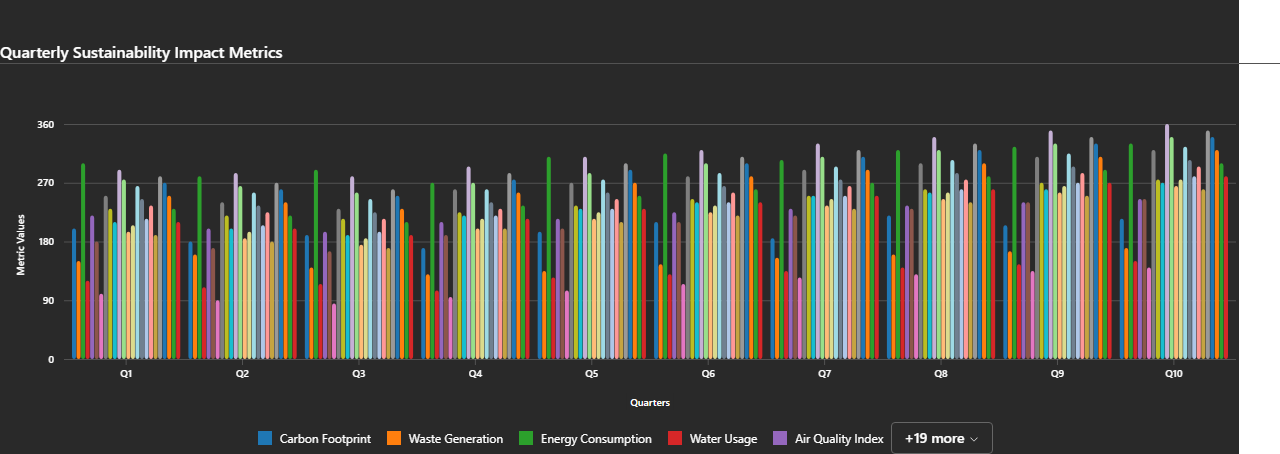 Quarterly Sustainability Impact Metrics
360
270
180
90
0
Metric Values
Q1 Q2 Q3 Q4 Q5 Q6 Q7 Q8 Q9 Q10
Quarters
Carbon Footprint Waste Generation Energy Consumption Water Usage Air Quality Index +19 more